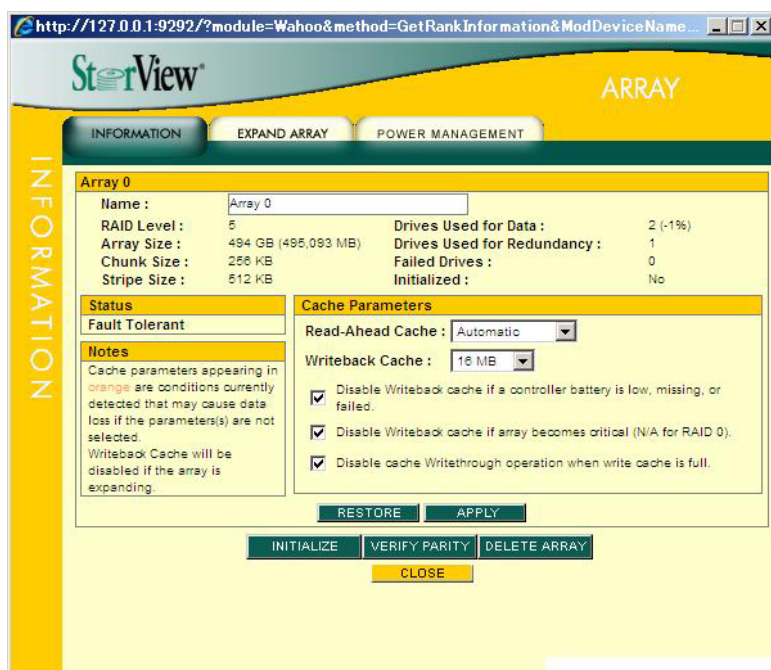 http://127.0.0.1:9292/?module=Wahoo&method=GetRankInformation&ModDeviceName...
StorView®
ARRAY
INFORMATION
EXPAND ARRAY
POWER MANAGEMENT
INFORMATION
Array 0
Name : Array 0
RAID Level : 5 Drives Used for Data : 2 (-1%)
Array Size : 494 GB (495,093 MB) Drives Used for Redundancy : 1
Chunk Size : 256 KB Failed Drives : 0
Stripe Size : 512 KB Initialized : No
Status
Fault Tolerant
Notes
Cache parameters appearing in
orange are conditions currently
detected that may cause data
loss if the parameters(s) are not
selected.
Writeback Cache will be
disabled if the array is
expanding.
Cache Parameters
Read-Ahead Cache : Automatic
Writeback Cache : 16 MB
Disable Writeback cache if a controller battery is low, missing, or
failed.
Disable Writeback cache if array becomes critical (N/A for RAID 0).
Disable cache Writethrough operation when write cache is full.
RESTORE APPLY
INITIALIZE VERIFY PARITY DELETE ARRAY
CLOSE